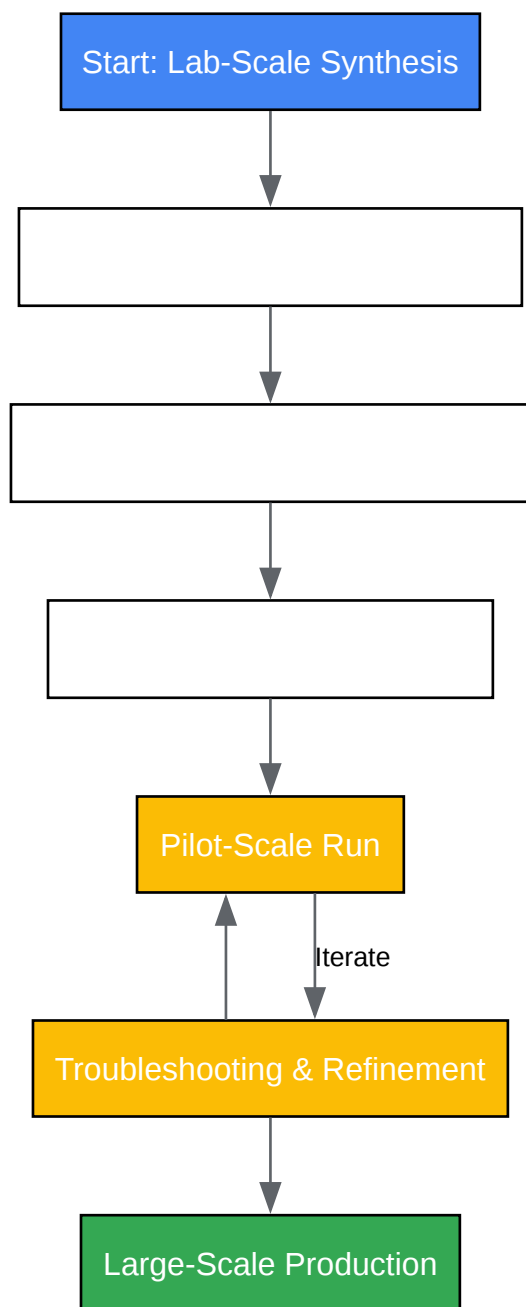 Start: Lab-Scale Synthesis
Pilot-Scale Run
Iterate
Troubleshooting & Refinement
Large-Scale Production